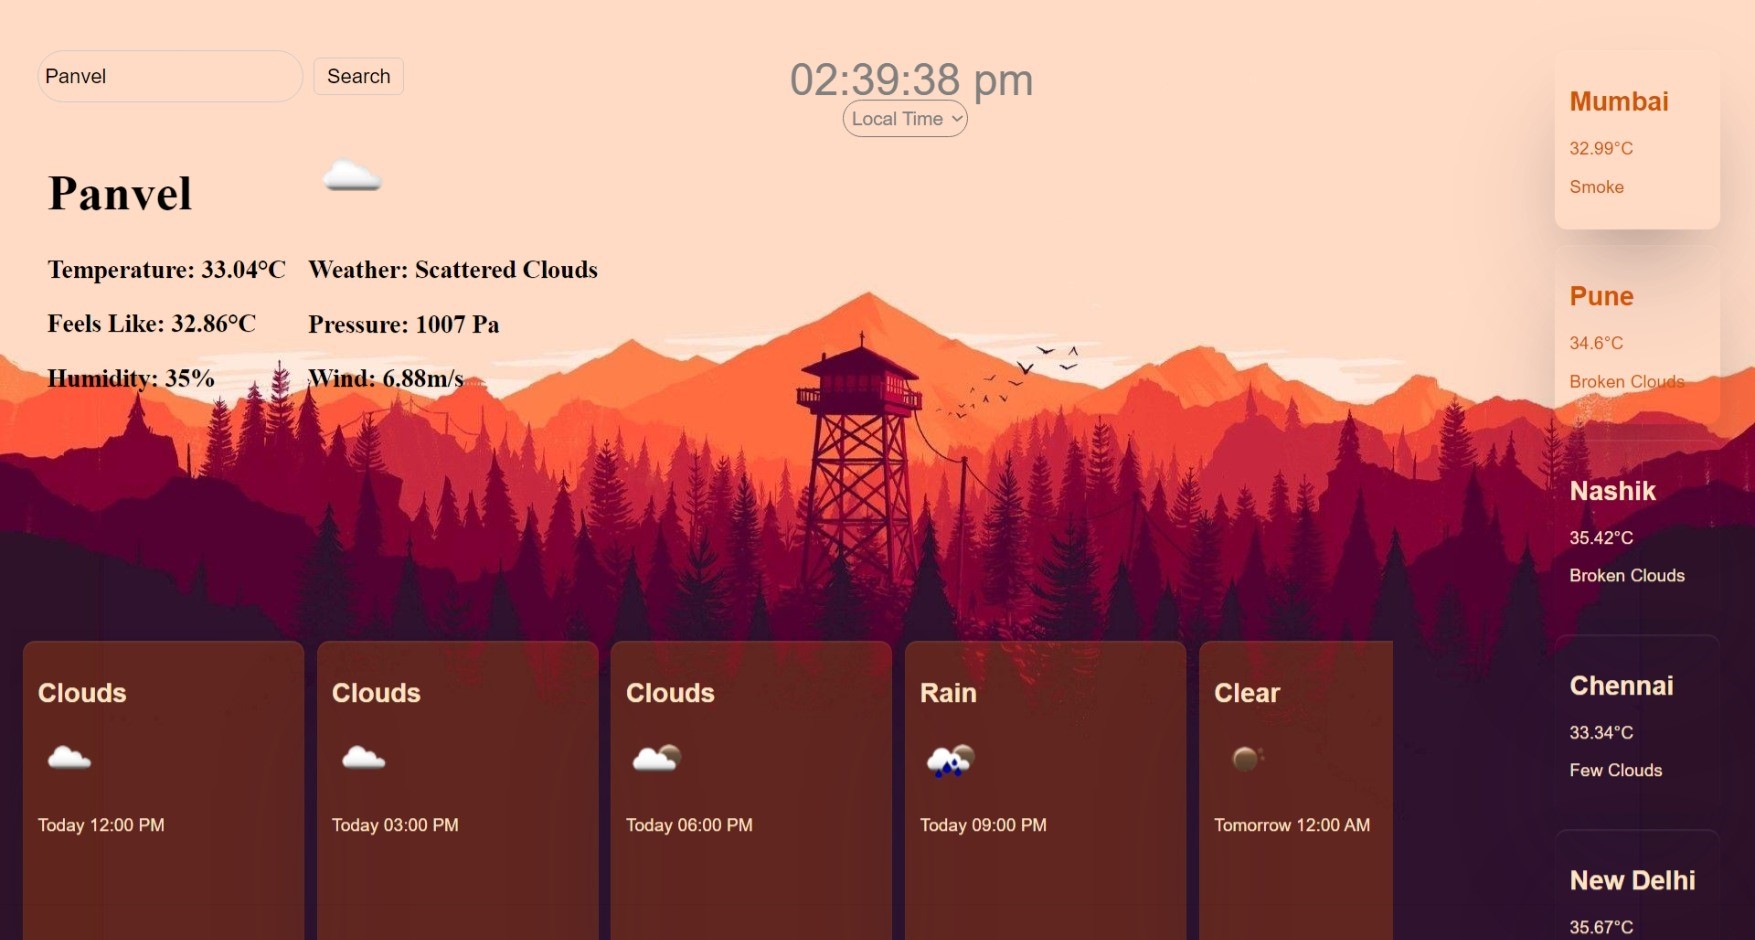 Panvel
Search
02:39:38 pm
Local Time
Panvel
Temperature: 33.04°C
Weather: Scattered Clouds
Feels Like: 32.86°C
Pressure: 1007 Pa
Humidity: 35%
Wind: 6.88m/s
Mumbai
32.99°C
Smoke
Pune
34.6°C
Broken Clouds
Nashik
35.42°C
Broken Clouds
Chennai
33.34°C
Few Clouds
New Delhi
35.67°C
Clouds
Today 12:00 PM
Clouds
Today 03:00 PM
Clouds
Today 06:00 PM
Rain
Today 09:00 PM
Clear
Tomorrow 12:00 AM